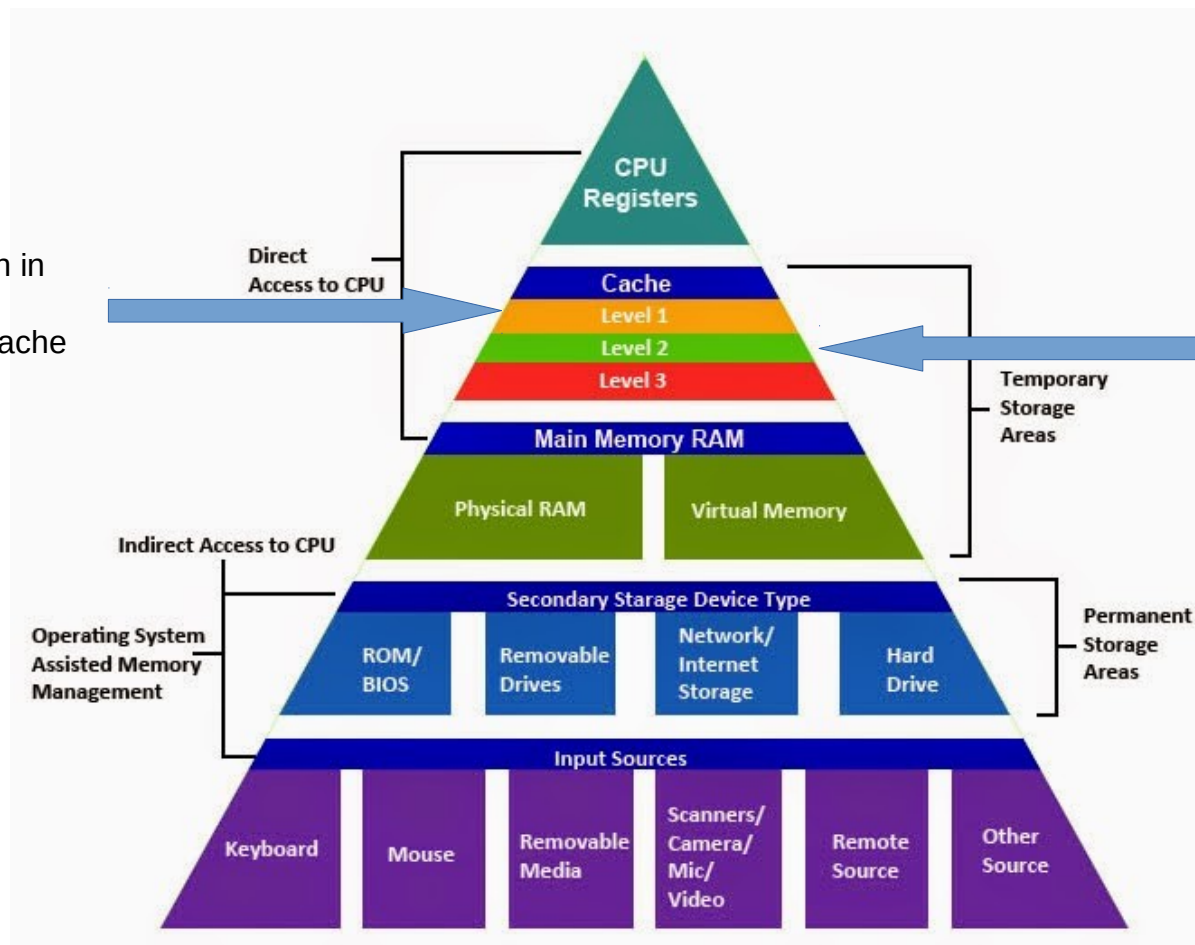 CPU
Registers
n in
Direct
Access to CPU
Cache
Level 1
ache
Level 2
Level 3
Temporary
Storage
Areas
Main Memory RAM
Physical RAM
Virtual Memory
Indirect Access to CPU
Secondary Starage Device Type
Operating System
Assisted Memory
Management
ROM/
BIOS
Removable
Drives
Network/
Internet
Storage
Hard
Drive
Permanent
Storage
Areas
Input Sources
Keyboard
Mouse
Removable
Media
Scanners/
Camera/
Mic/
Video
Remote
Source
Other
Source